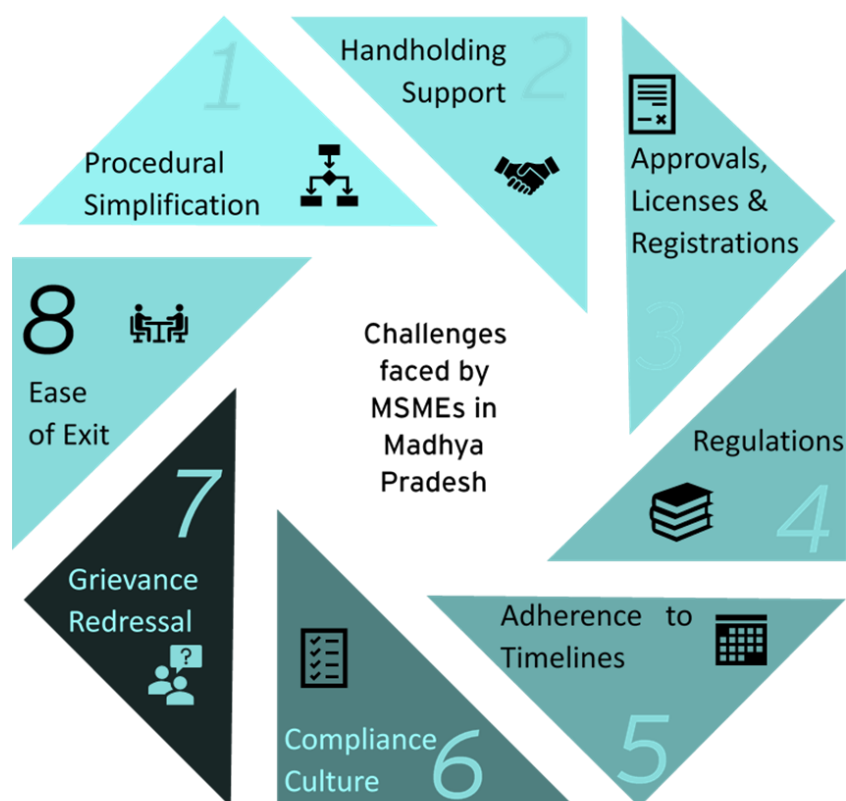 1
Procedural
Simplification
2
Handholding
Support
3
Approvals,
Licenses &
Registrations
4
Regulations
5
Adherence to
Timelines
6
Compliance
Culture
7
Grievance
Redressal
?
8
Ease
of Exit
Challenges
faced by
MSMEs in
Madhya
Pradesh